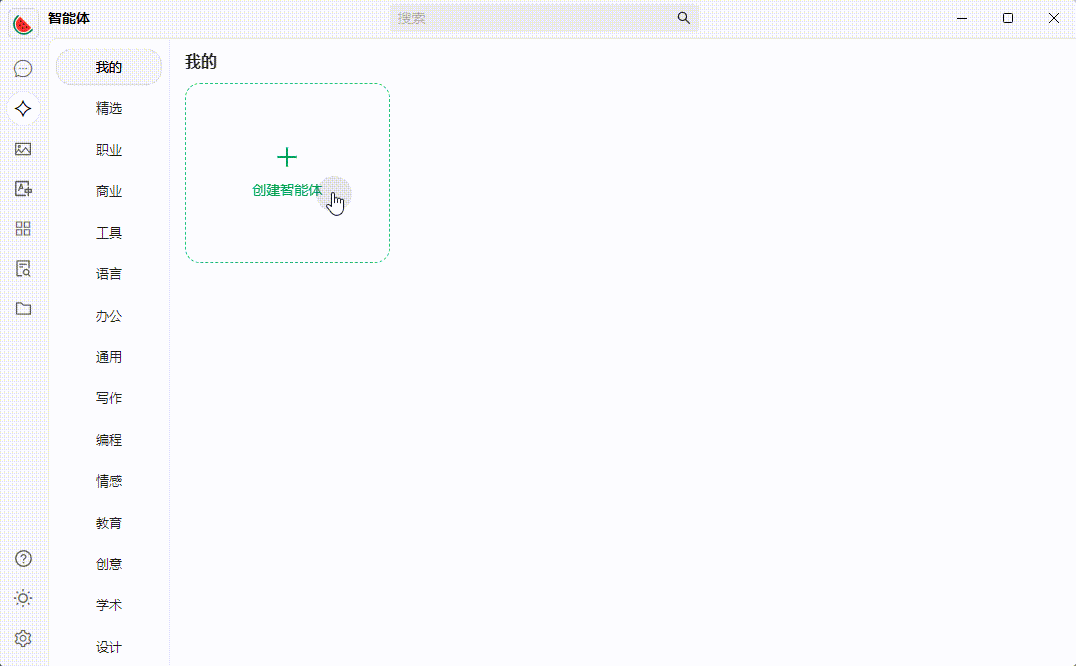 智能体
搜索
我的
精选
职业
商业
工具
语言
办公
通用
写作
编程
情感
教育
创意
学术
设计
我的
创建智能体